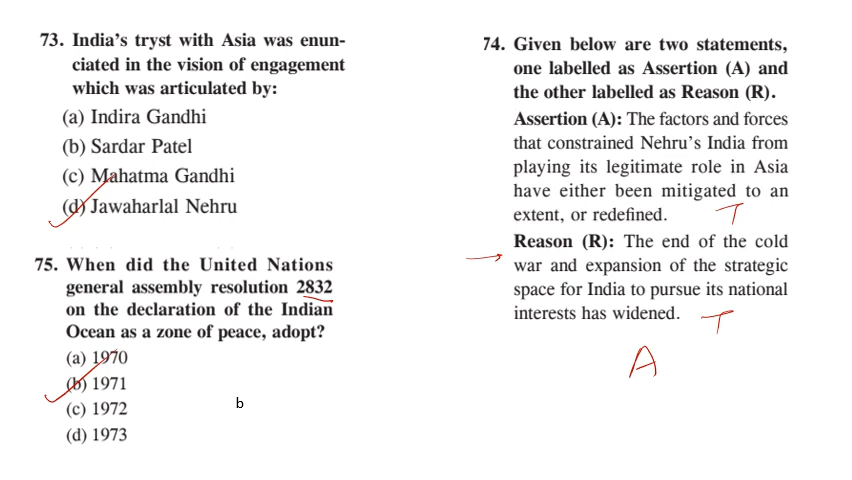 73. India's tryst with Asia was enun-
ciated in the vision of engagement
which was articulated by:
(a) Indira Gandhi
(b) Sardar Patel
(c) Mahatma Gandhi
(d) Jawaharlal Nehru
75. When did the United Nations
general assembly resolution 2832
on the declaration of the Indian
Ocean as a zone of peace, adopt?
(a) 1970
(b) 1971
(c) 1972
(d) 1973
b
74. Given below are two statements,
one labelled as Assertion (A) and
the other labelled as Reason (R).
Assertion (A): The factors and forces
that constrained Nehru's India from
playing its legitimate role in Asia
have either been mitigated to an
extent, or redefined.
T
Reason (R): The end of the cold
war and expansion of the strategic
space for India to pursue its national
interests has widened.
T
A